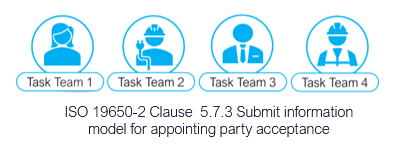 Task Team 1 Task Team 2 Task Team 3 Task Team 4
ISO 19650-2 Clause 5.7.3 Submit information
model for appointing party acceptance